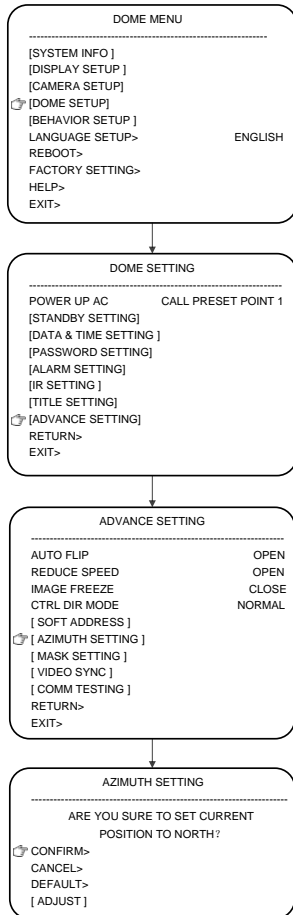 DOME MENU
[SYSTEM INFO ]
[DISPLAY SETUP ]
[CAMERA SETUP]
[DOME SETUP]
[BEHAVIOR SETUP ]
LANGUAGE SETUP> ENGLISH
REBOOT>
FACTORY SETTING>
HELP>
EXIT>
DOME SETTING
POWER UP AC CALL PRESET POINT 1
[STANDBY SETTING]
[DATA & TIME SETTING ]
[PASSWORD SETTING]
[ALARM SETTING]
[IR SETTING ]
[TITLE SETTING]
[ADVANCE SETTING]
RETURN>
EXIT>
ADVANCE SETTING
AUTO FLIP OPEN
REDUCE SPEED OPEN
IMAGE FREEZE CLOSE
CTRL DIR MODE NORMAL
[ SOFT ADDRESS ]
[ AZIMUTH SETTING ]
[ MASK SETTING ]
[ VIDEO SYNC ]
[ COMM TESTING ]
RETURN>
EXIT>
AZIMUTH SETTING
ARE YOU SURE TO SET CURRENT
POSITION TO NORTH？
CONFIRM>
CANCEL>
DEFAULT>
[ ADJUST ]